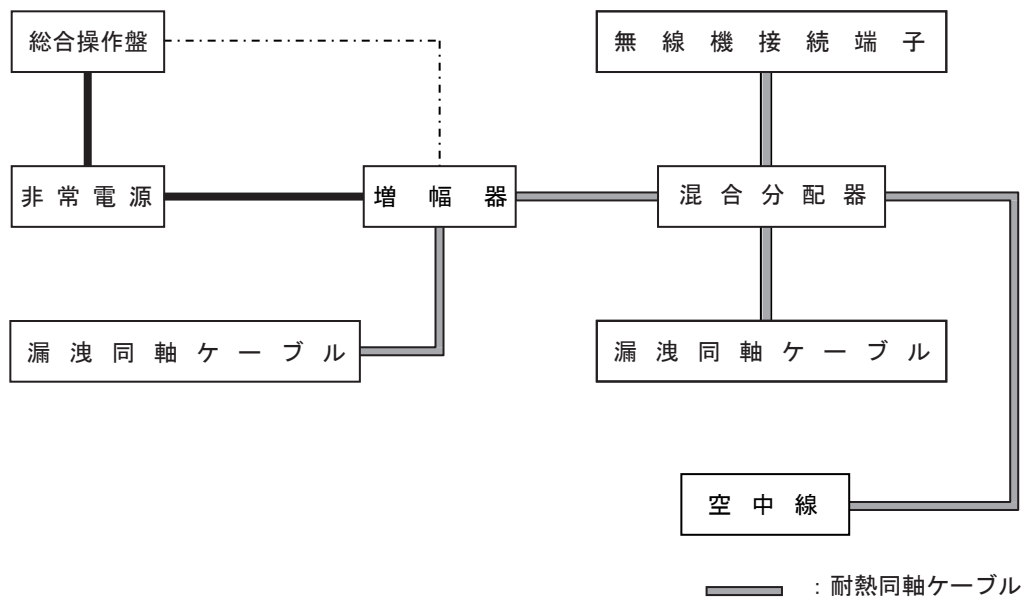 総合操作盤
無線機接続端子
非常電源
増幅器
混合分配器
漏洩同軸ケーブル
漏洩同軸ケーブル
空中線
：耐熱同軸ケーブル